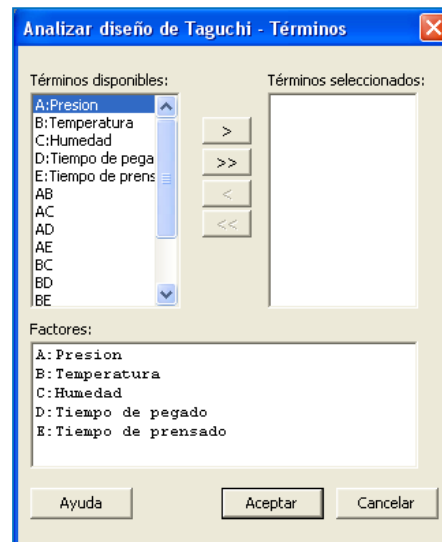 Analizar diseño de Taguchi - Términos
Términos disponibles:
A:Presion
B:Temperatura
C:Humedad
D:Tiempo de pega
E:Tiempo de prens
AB
AC
AD
AE
BC
BD
BE
>
>>
<
<<
Términos seleccionados:
Factores:
A:Presion
B:Temperatura
C:Humedad
D:Tiempo de pegado
E:Tiempo de prensado
Ayuda
Aceptar
Cancelar